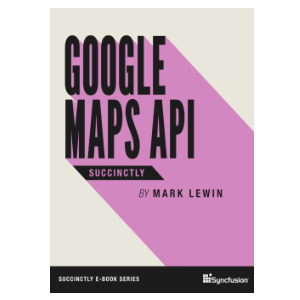 GOOGLE
MAPS API
SUCCINCTLY
BY MARK LEWIN
SUCCINCTLY E-BOOK SERIES
Syncfusion